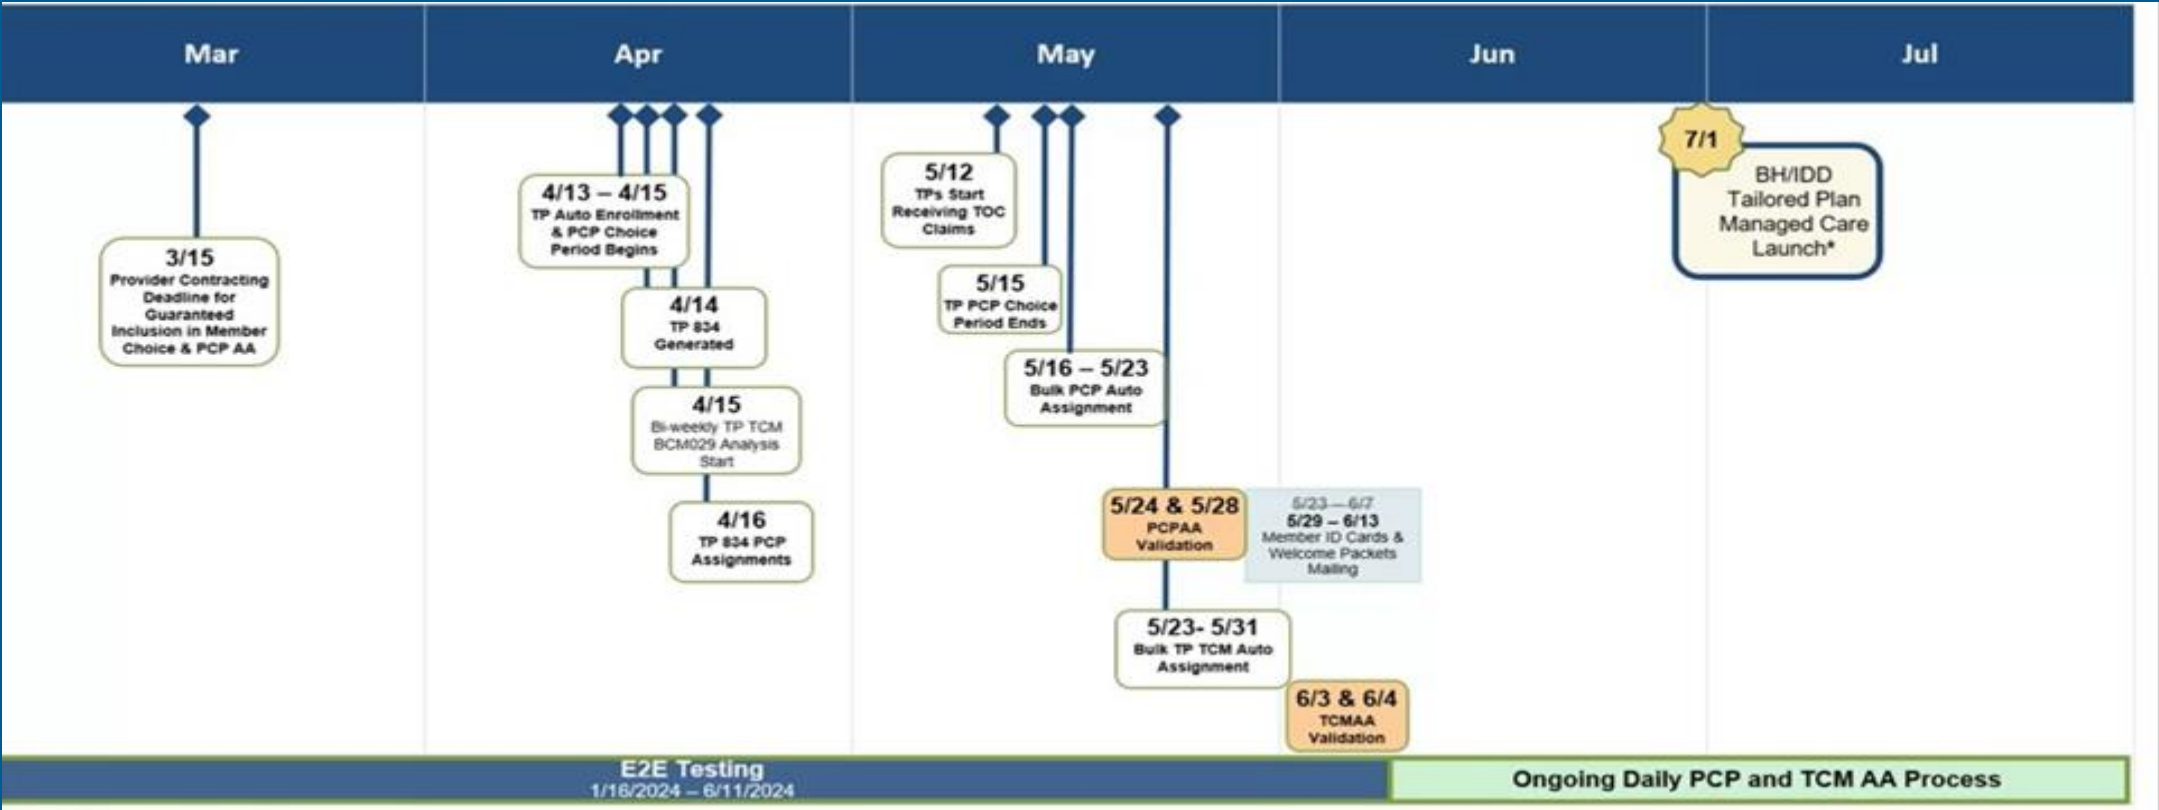 Mar
Apr
May
Jun
Jul
3/15
Provider Contracting
Deadline for
Guaranteed
Inclusion in Member
Choice & PCP AA
4/13 – 4/15
TP Auto Enrollment
& PCP Choice
Period Begins
4/14
TP 834
Generated
4/15
Bi-weekly TP TCM
BCM029 Analysis
Start
4/16
TP 834 PCP
Assignments
5/12
TPs Start
Receiving TOC
Claims
5/15
TP PCP Choice
Period Ends
5/16 – 5/23
Bulk PCP Auto
Assignment
5/24 & 5/28
PCPAA
Validation
5/23 – 6/7
5/29 – 6/13
Member ID Cards &
Welcome Packets
Mailing
5/23- 5/31
Bulk TP TCM Auto
Assignment
6/3 & 6/4
TCMAA
Validation
7/1
BH/IDD
Tailored Plan
Managed Care
Launch*
E2E Testing
1/16/2024 – 6/11/2024
Ongoing Daily PCP and TCM AA Process